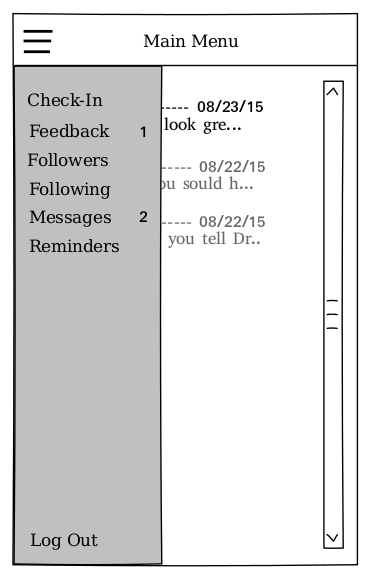 Main Menu
Check-In
Feedback 1
Followers
Following
Messages 2
Reminders
Log Out
----- 08/23/15
look gre...
----- 08/22/15
ou sould h...
----- 08/22/15
you tell Dr..